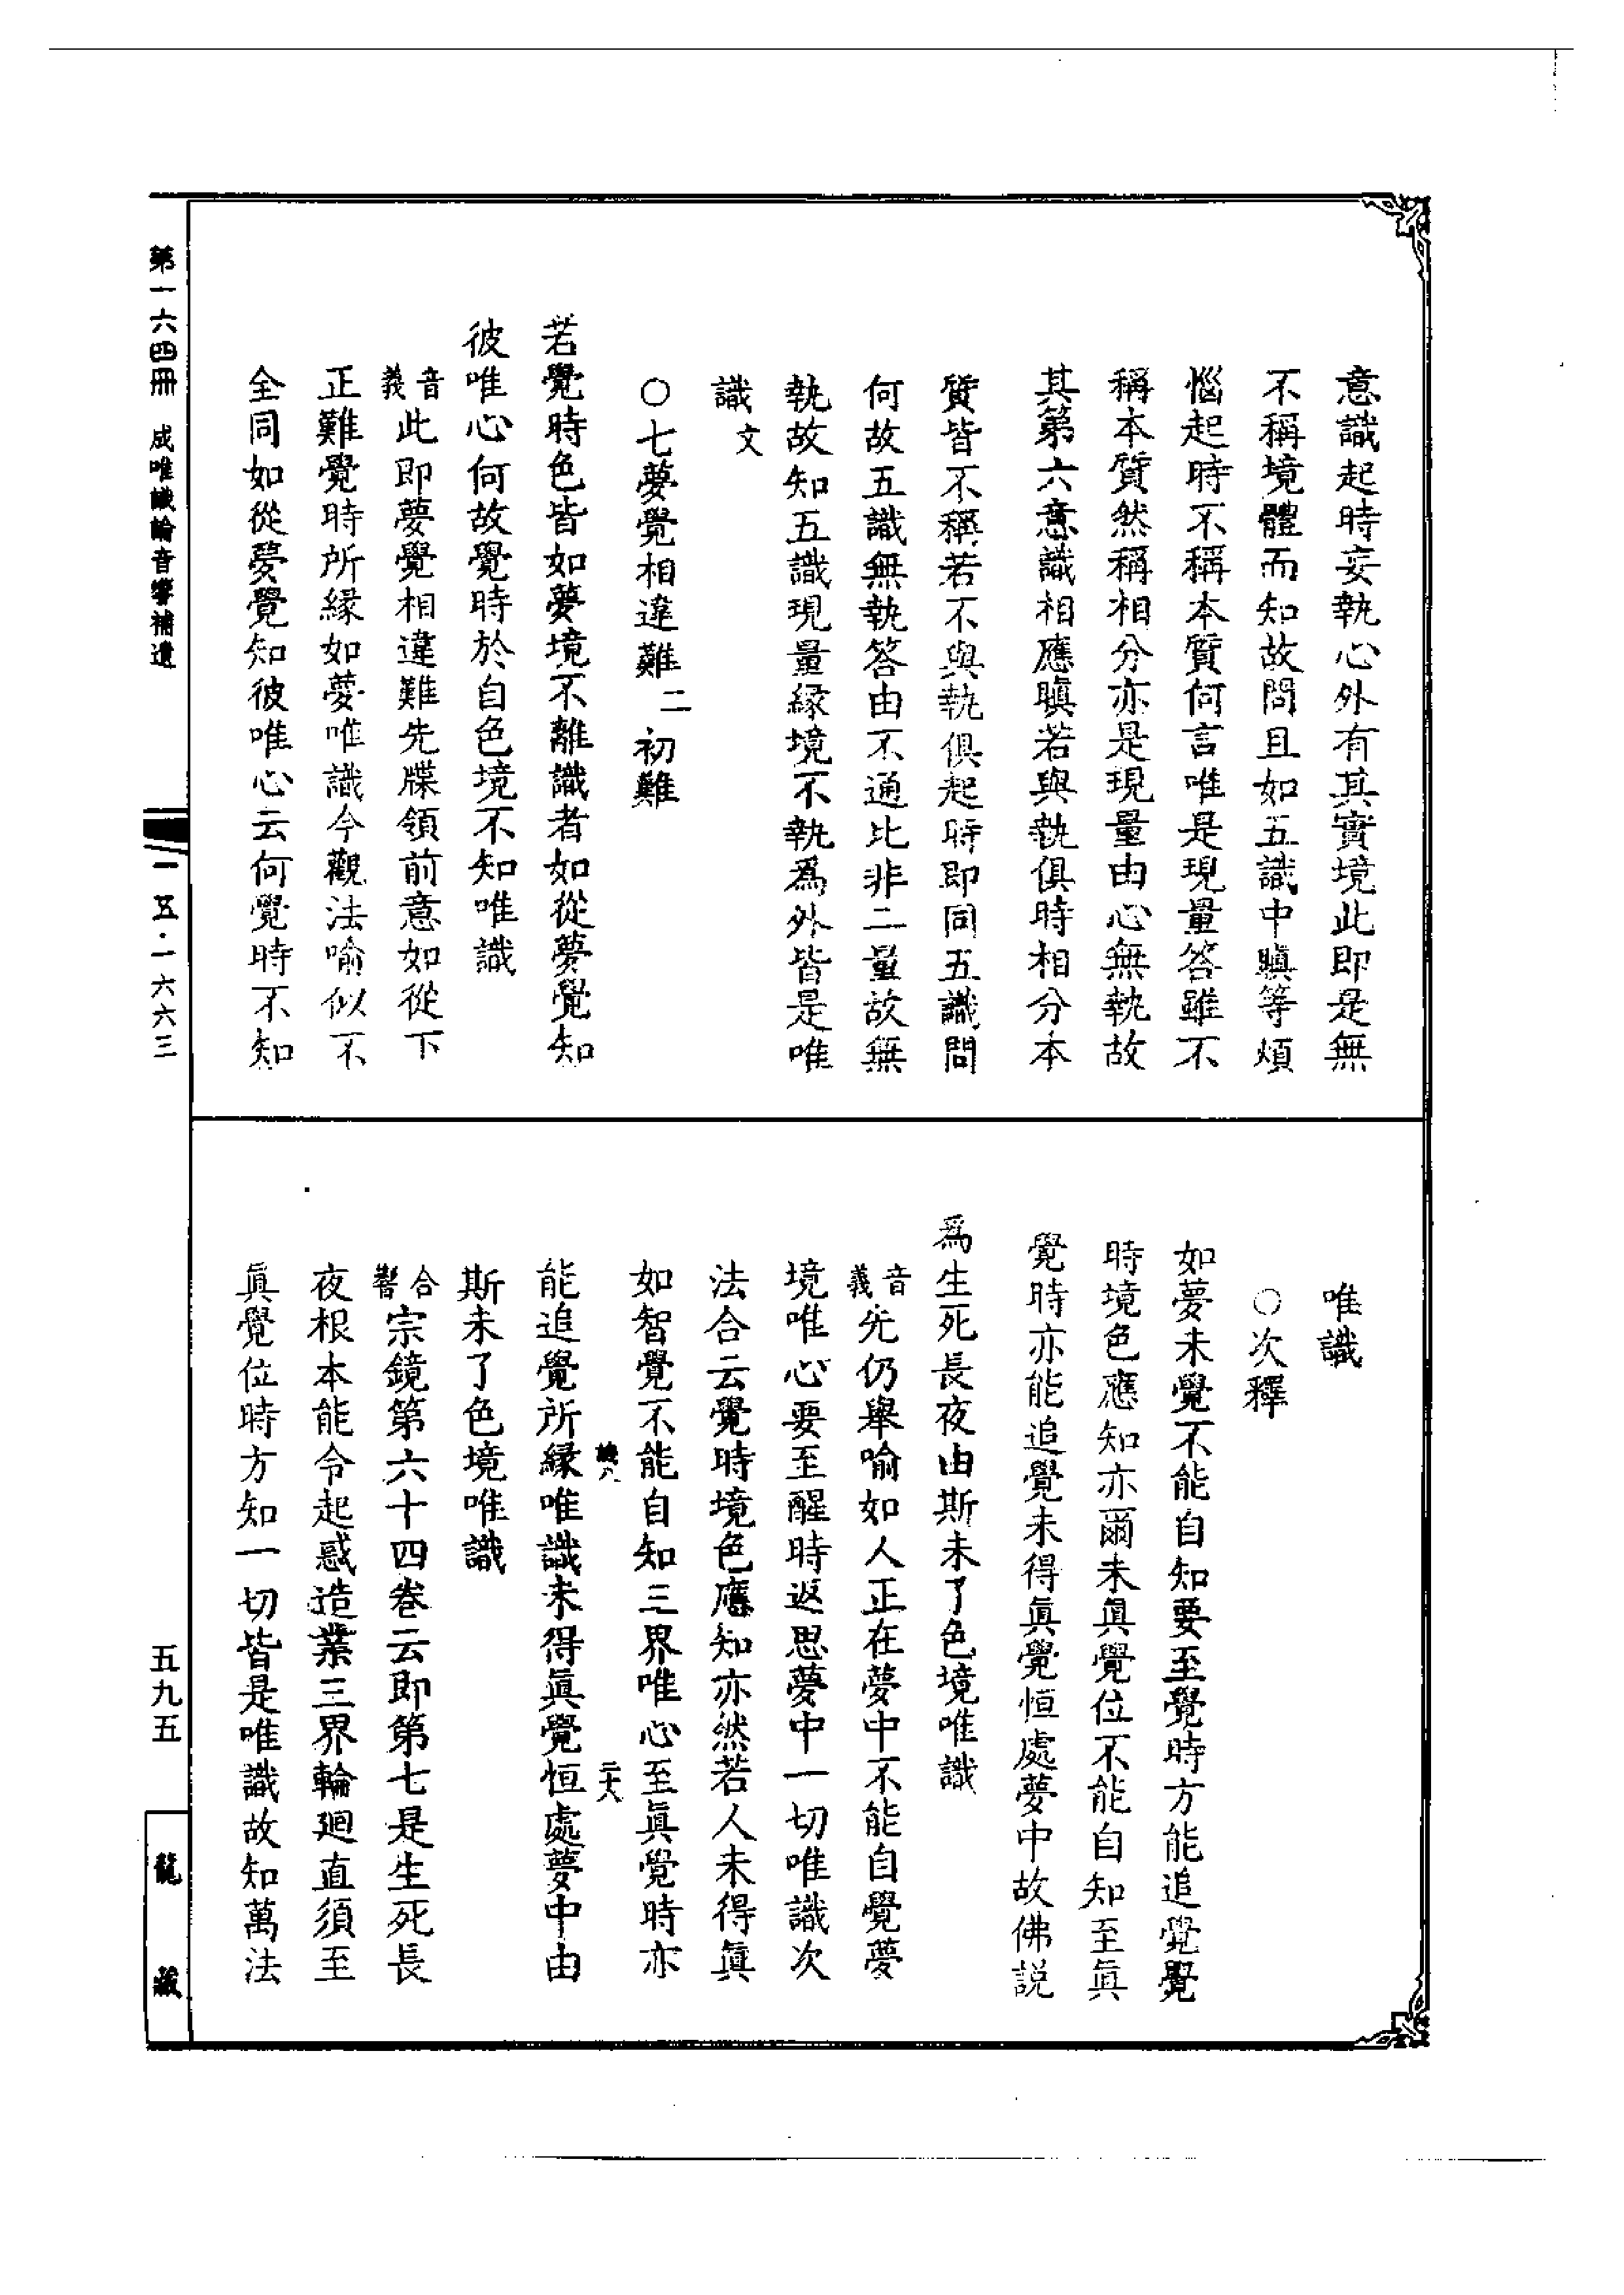 意識起時妄執心外有其實境此即是無
不稱境體而知故問且如五識中瞋等煩
惱起時不稱本質何言唯是現量答雖不
稱本質然稱相分亦是現量由心無執故
其第六意識相應瞋若與執俱時相分本
質皆不稱若不與執俱起時即同五識問
何故五識無執答由不通比非二量故無
執故知五識現量緣境不執爲外皆是唯
識文
○七夢覺相違難二初難
若覺時色皆如夢境不離識者如從夢覺知
彼唯心何故覺時於自色境不知唯識
音義此即夢覺相違難先牒領前意如從下
正難覺時所緣如夢唯識今觀法喻似不
全同如從夢覺知彼唯心云何覺時不知
唯識
○次釋
如夢未覺不能自知要至覺時方能追覺覺
時境色應知亦爾未眞覺位不能自知至眞
覺時亦能追覺未得眞覺恒處夢中故佛説
爲生死長夜由斯未了色境唯識
音義先仍舉喻如人正在夢中不能自覺夢
境唯心要至醒時返思夢中一切唯識次
法合云覺時境色應知亦然若人未得眞
如智覺不能自知三界唯心至眞覺時亦
能追覺所緣唯識未得眞覺恒處夢中由
斯未了色境唯識
合響宗鏡第六十四卷云即第七是生死長
夜根本能令起惑造業三界輪迴直須至
眞覺位時方知一切皆是唯識故知萬法
第一六四冊 成唯識論音響補遺
一五·一六六三
五九五
龍藏